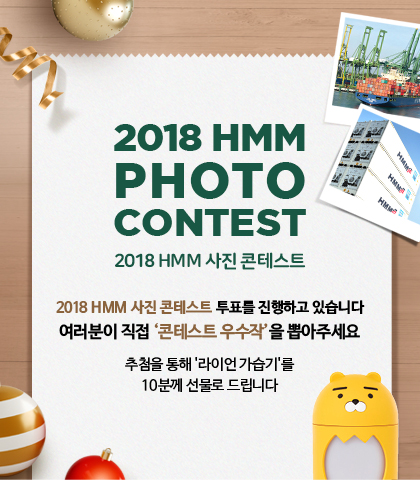 2018 HMM
PHOTO
CONTEST
2018 HMM 사진 콘테스트
2018 HMM 사진 콘테스트 투표를 진행하고 있습니다
여러분이 직접 ‘콘테스트 우수작’을 뽑아주세요
추첨을 통해 '라이언 가습기'를
10분께 선물로 드립니다
HMM
HMM
HMM